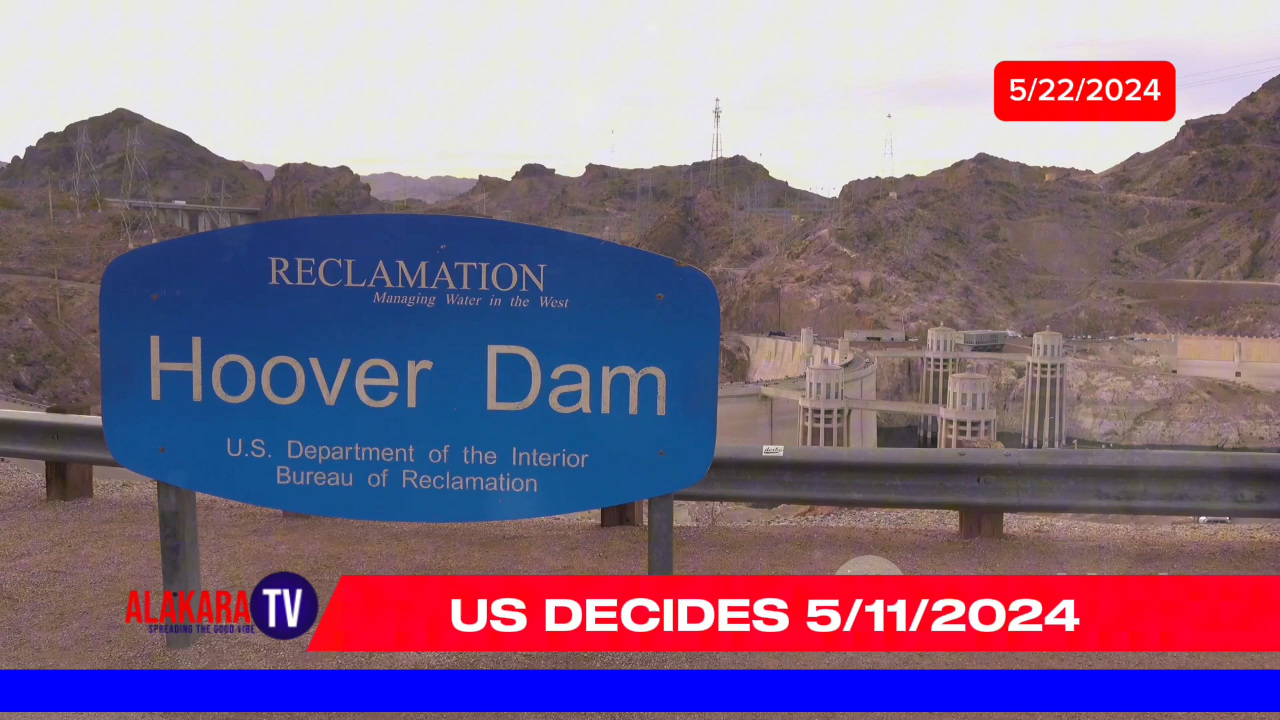 5/22/2024
RECLAMATION
Managing Water in the West
Hoover Dam
U.S. Department of the Interior
Bureau of Reclamation
ALAKARA TV
SPREADING THE GOOD VIBE
US DECIDES 5/11/2024